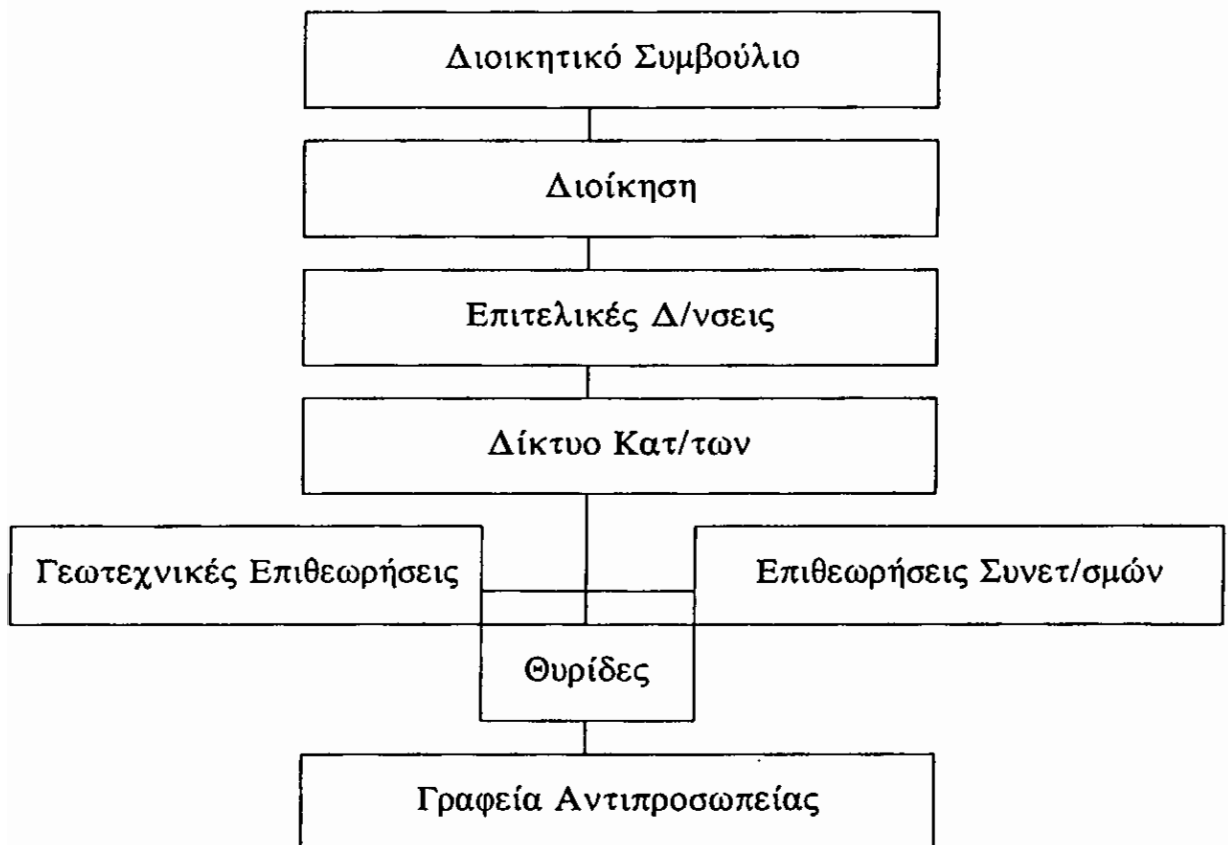 Διοικητικό Συμβούλιο
Διοίκηση
Επιτελικές Δ/νσεις
Δίκτυο Κατ/των
Γεωτεχνικές Επιθεωρήσεις
Επιθεωρήσεις Συνετ/σμών
Θυρίδες
Γραφεία Αντιπροσωπείας